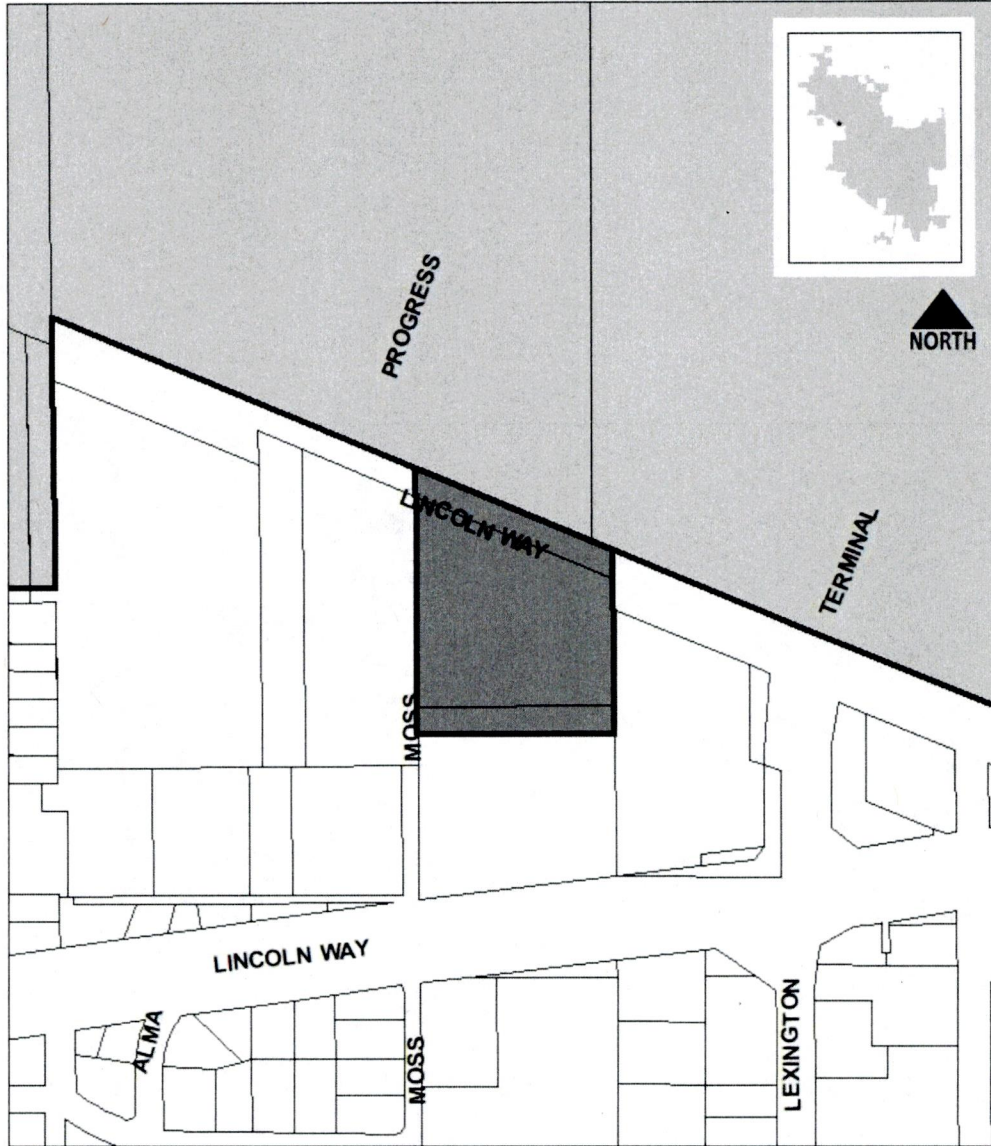 PROGRESS
NORTH
LINCOLN WAY
TERMINAL
MOSS
LINCOLN WAY
ALMA
MOSS
LEXINGTON